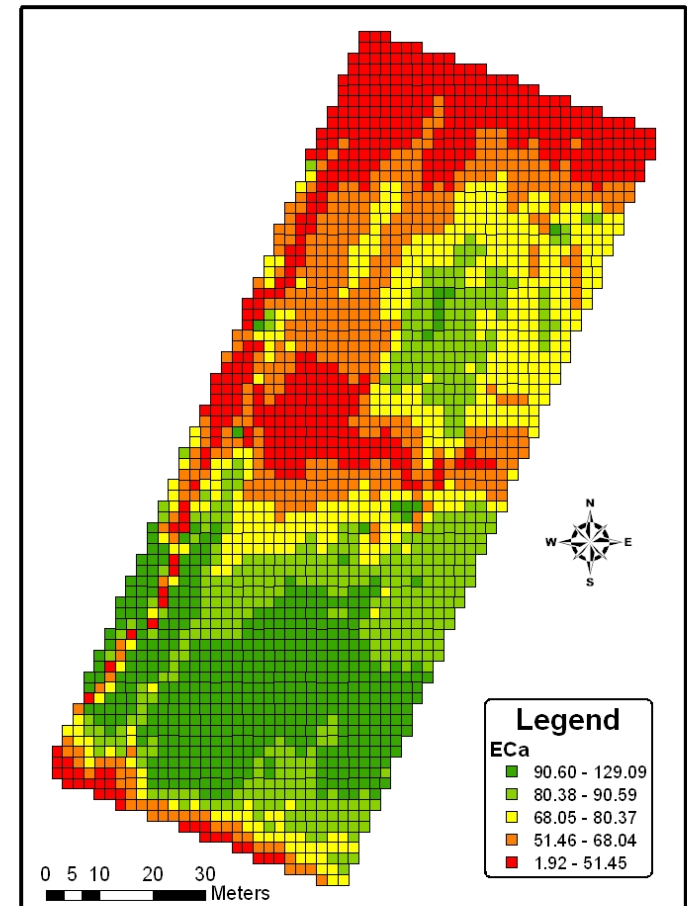 N
W E
S
Legend
ECa
90.60 - 129.09
80.38 - 90.59
68.05 - 80.37
51.46 - 68.04
1.92 - 51.45
0 5 10 20 30
Meters